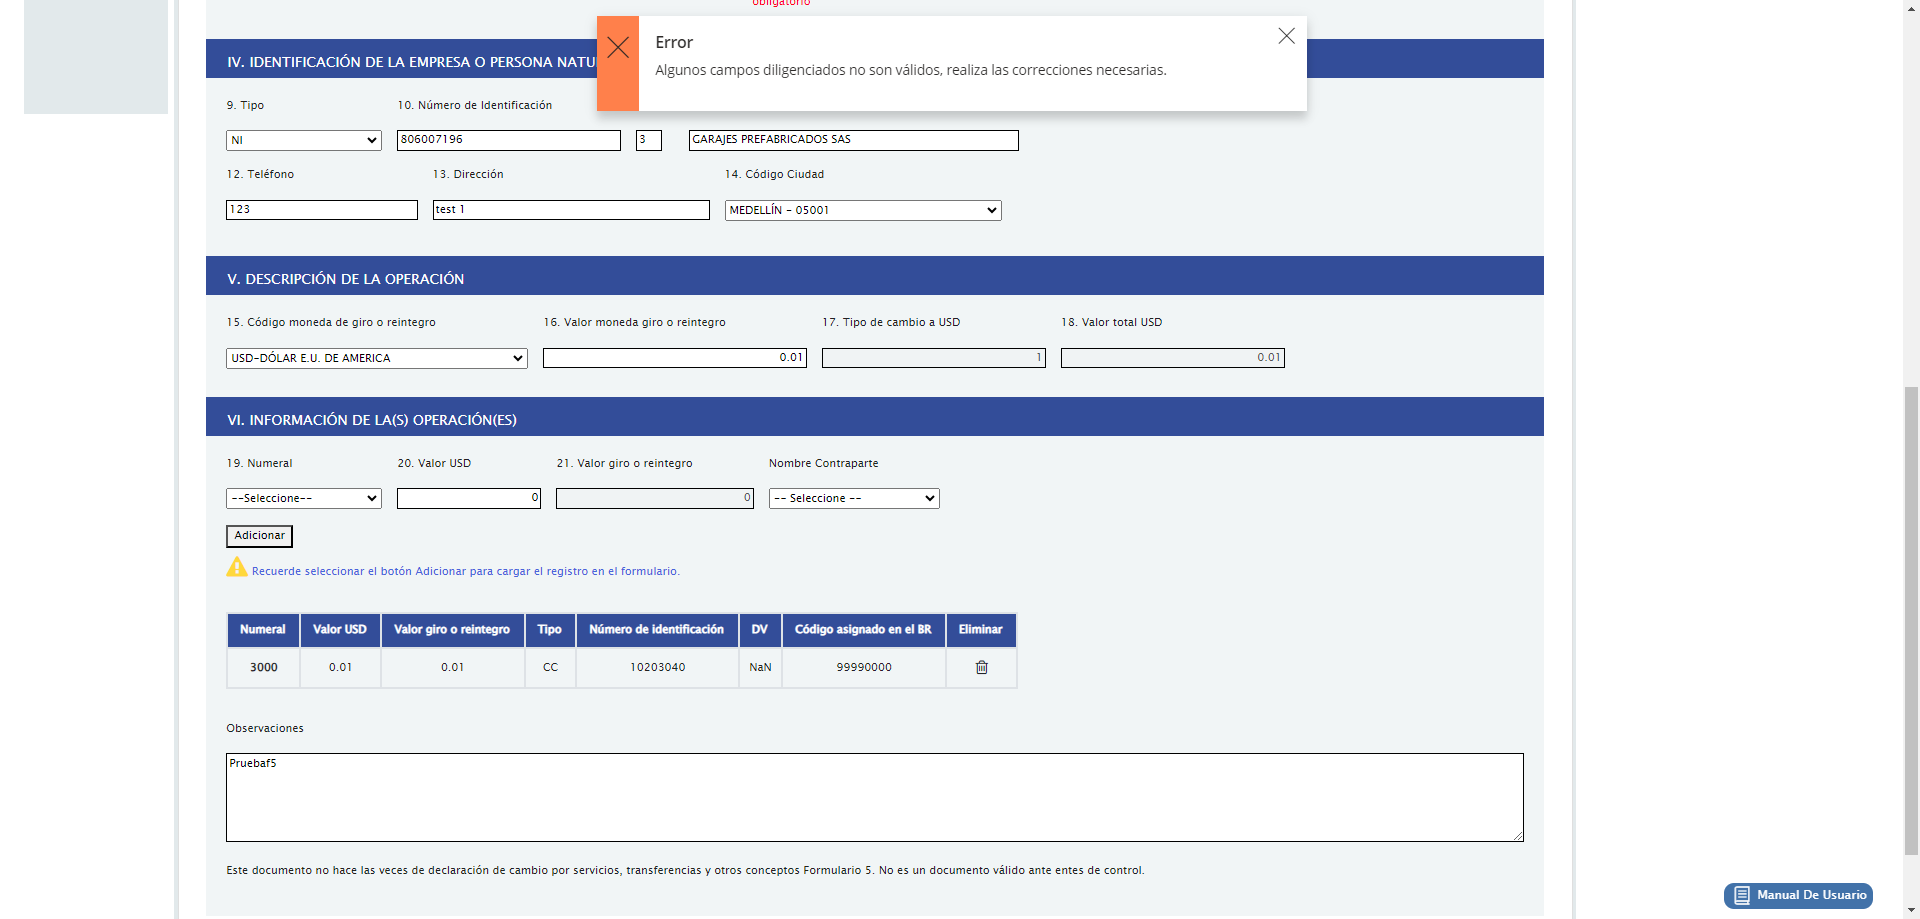 obligatorio
Error
Algunos campos diligenciados no son válidos, realiza las correcciones necesarias.
IV. IDENTIFICACIÓN DE LA EMPRESA O PERSONA NATU
9. Tipo 10. Número de Identificación
NI 806007196 3 GARAJES PREFABRICADOS SAS
12. Teléfono 13. Dirección 14. Código Ciudad
123 test 1 MEDELLÍN - 05001
V. DESCRIPCIÓN DE LA OPERACIÓN
15. Código moneda de giro o reintegro 16. Valor moneda giro o reintegro 17. Tipo de cambio a USD 18. Valor total USD
USD-DÓLAR E.U. DE AMERICA 0.01 1 0.01
VI. INFORMACIÓN DE LA(S) OPERACIÓN(ES)
19. Numeral 20. Valor USD 21. Valor giro o reintegro Nombre Contraparte
--Seleccione-- 0 0 -- Seleccione --
Adicionar
Recuerde seleccionar el botón Adicionar para cargar el registro en el formulario.
Numeral Valor USD Valor giro o reintegro Tipo Número de identificación DV Código asignado en el BR Eliminar
3000 0.01 0.01 CC 10203040 NaN 99990000
Observaciones
Pruebaf5
Este documento no hace las veces de declaración de cambio por servicios, transferencias y otros conceptos Formulario 5. No es un documento válido ante entes de control.
Manual De Usuario